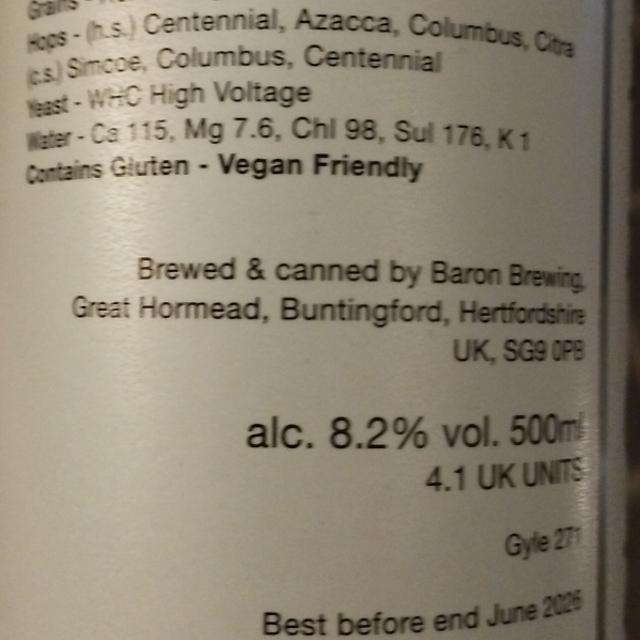 Grains -
Hops - (h.s.) Centennial, Azacca, Columbus, Citra
(c.s.) Simcoe, Columbus, Centennial
Yeast - WHC High Voltage
Water - Ca 115, Mg 7.6, Chl 98, Sul 176, K 1
Contains Gluten - Vegan Friendly
Brewed & canned by Baron Brewing,
Great Hormead, Buntingford, Hertfordshire
UK, SG9 0PB
alc. 8.2% vol. 500ml
4.1 UK UNITS
Gyle 271
Best before end June 2026